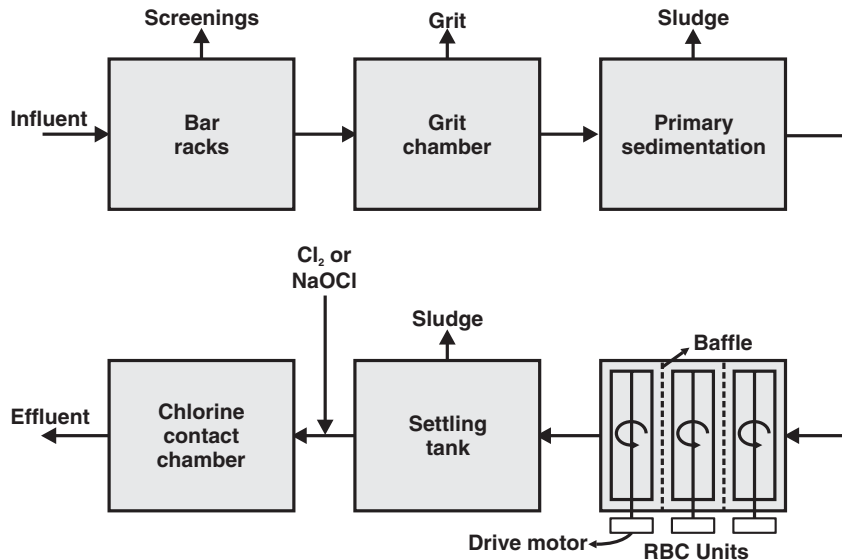 Screenings
Grit
Sludge
Influent
Bar
racks
Grit
chamber
Primary
sedimentation
Cl₂ or
NaOCl
Sludge
Baffle
Effluent
Chlorine
contact
chamber
Settling
tank
Drive motor
RBC Units